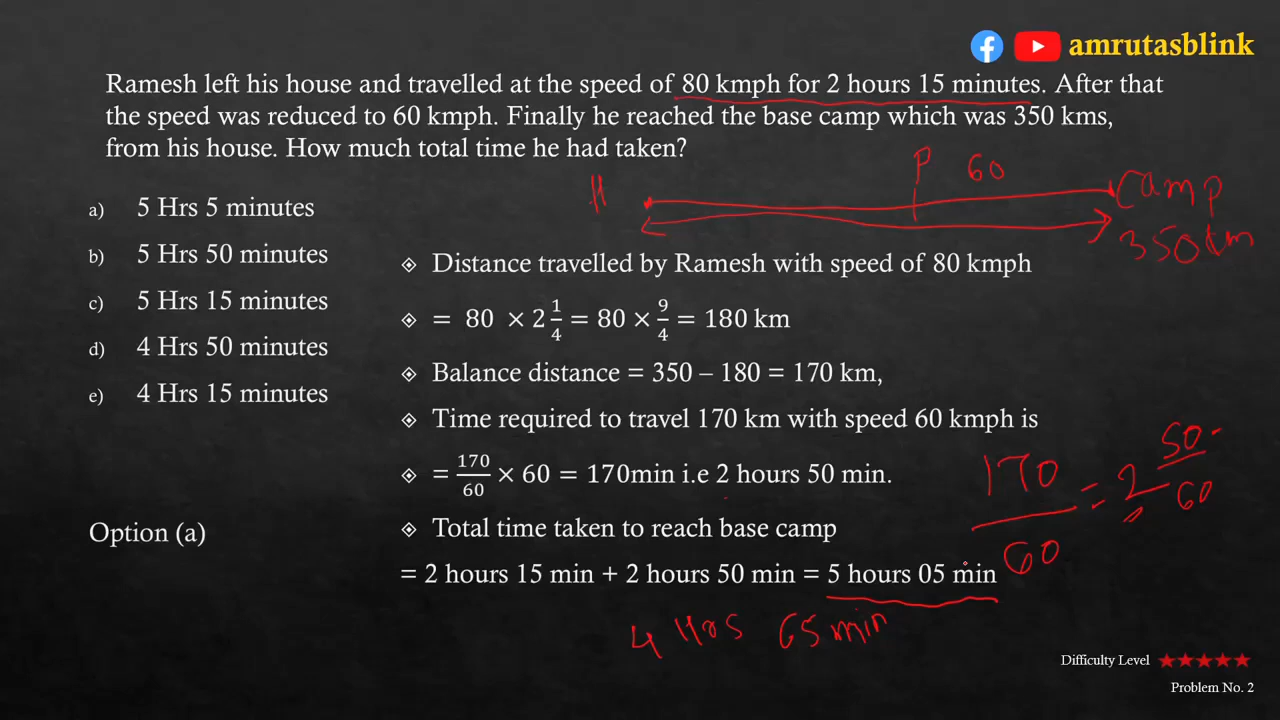 amrutasblink
Ramesh left his house and travelled at the speed of 80 kmph for 2 hours 15 minutes. After that
the speed was reduced to 60 kmph. Finally he reached the base camp which was 350 kms,
from his house. How much total time he had taken?
P 60
H
Camp
350km
a) 5 Hrs 5 minutes
b) 5 Hrs 50 minutes
c) 5 Hrs 15 minutes
d) 4 Hrs 50 minutes
e) 4 Hrs 15 minutes
Option (a)
Distance travelled by Ramesh with speed of 80 kmph
= 80 × 2 1/4 = 80 × 9/4 = 180 km
Balance distance = 350 – 180 = 170 km,
Time required to travel 170 km with speed 60 kmph is
= 170/60 × 60 = 170min i.e 2 hours 50 min.
170/60 = 2 50/60
Total time taken to reach base camp
= 2 hours 15 min + 2 hours 50 min = 5 hours 05 min
4 Hrs 65 min
Difficulty Level
Problem No. 2